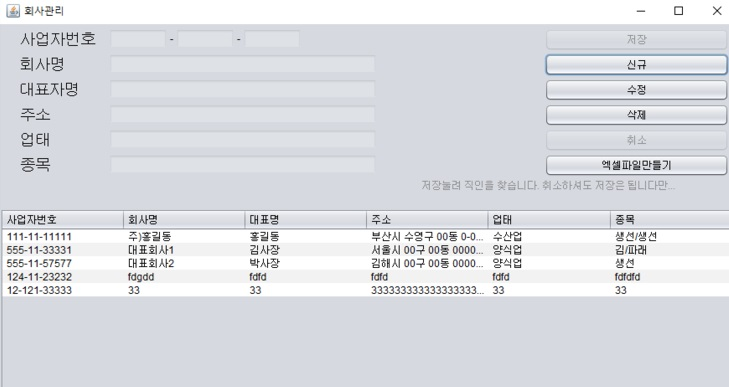 회사관리
사업자번호 - -
저장
회사명
신규
대표자명
수정
주소
삭제
업태
취소
종목
엑셀파일만들기
저장눌려 직인을 찾습니다. 취소하셔도 저장은 됩니다만...
사업자번호 회사명 대표명 주소 업태 종목
111-11-11111 주)홍길동 홍길동 부산시 수영구 00동 0-0... 수산업 생선/생선
555-11-33331 대표회사1 김사장 서울시 00구 00동 0000... 양식업 김/파래
555-11-57577 대표회사2 박사장 김해시 00구 00동 0000... 양식업 생선
124-11-23232 fdgdd fdfd fdfd fdfd fdfdfd
12-121-33333 33 33 33333333333333333333... 33 33